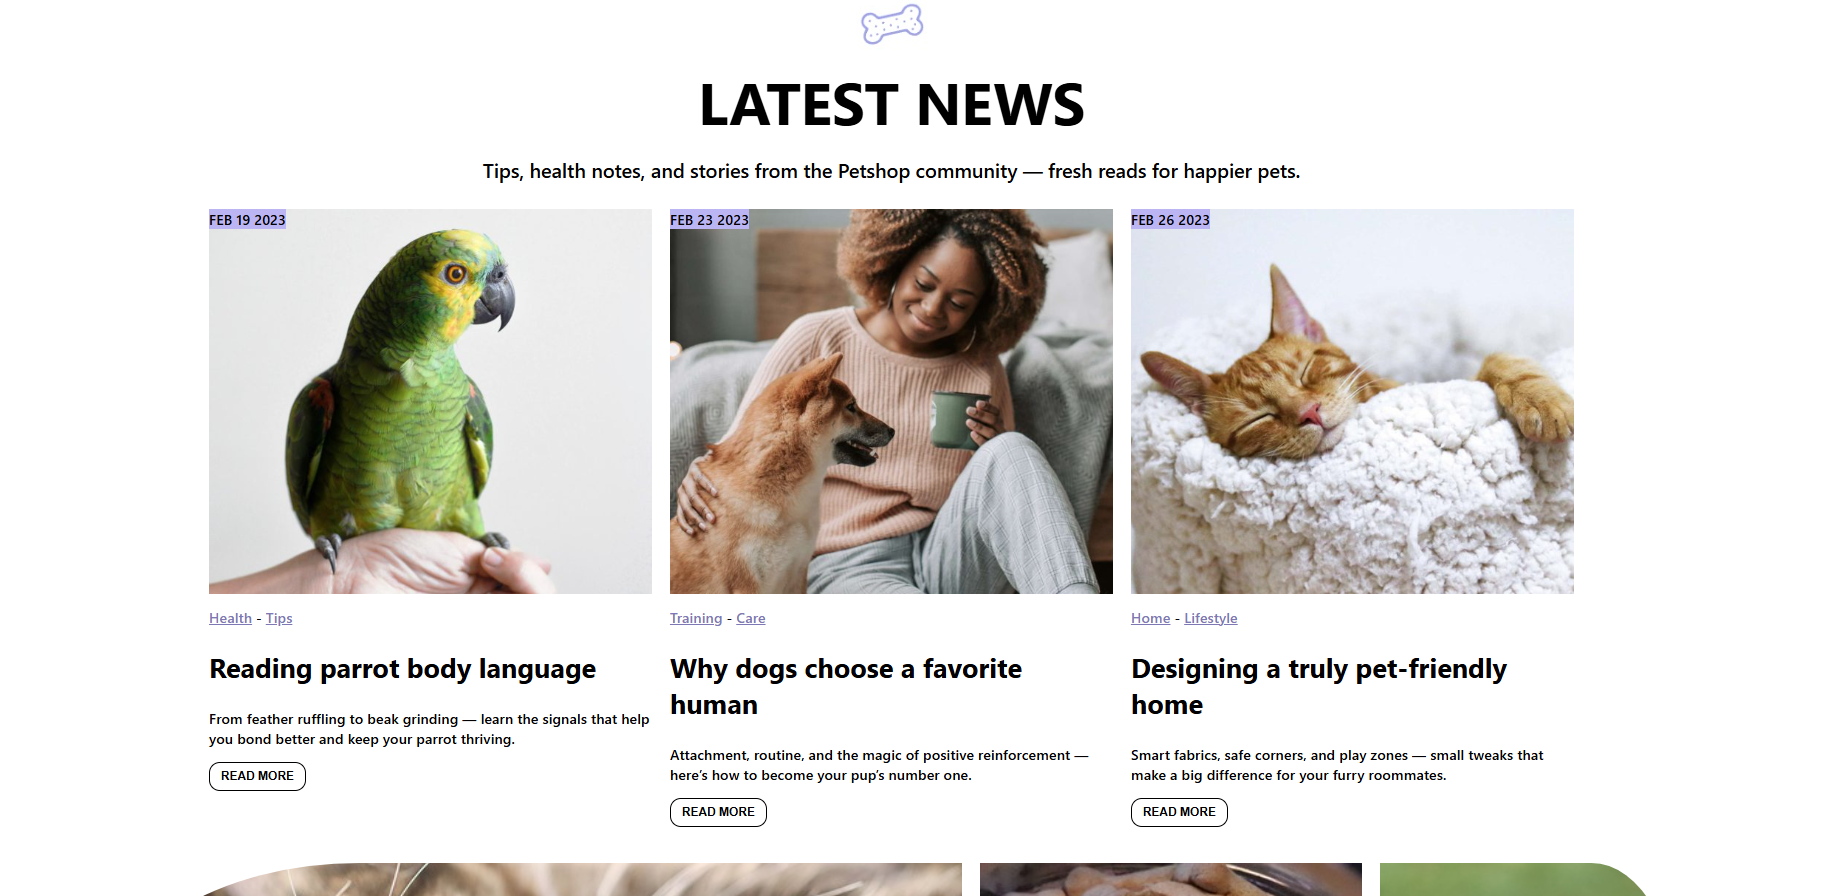 LATEST NEWS
Tips, health notes, and stories from the Petshop community — fresh reads for happier pets.
FEB 19 2023
Health - Tips
Reading parrot body language
From feather ruffling to beak grinding — learn the signals that help
you bond better and keep your parrot thriving.
READ MORE
FEB 23 2023
Training - Care
Why dogs choose a favorite
human
Attachment, routine, and the magic of positive reinforcement —
here’s how to become your pup’s number one.
READ MORE
FEB 26 2023
Home - Lifestyle
Designing a truly pet-friendly
home
Smart fabrics, safe corners, and play zones — small tweaks that
make a big difference for your furry roommates.
READ MORE